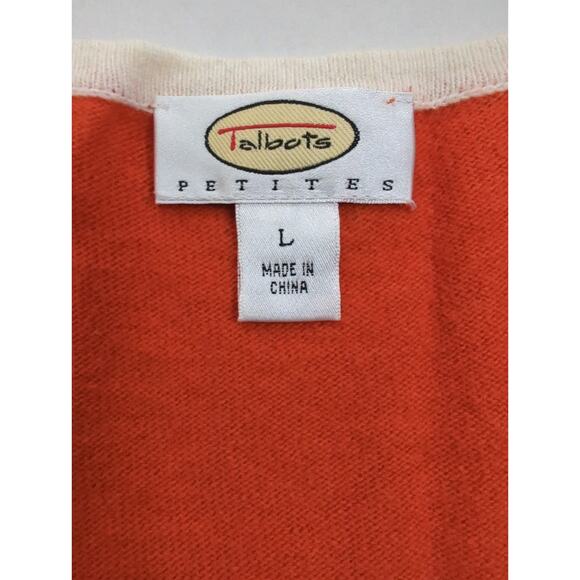 Talbots
PETITES
L
MADE IN
CHINA